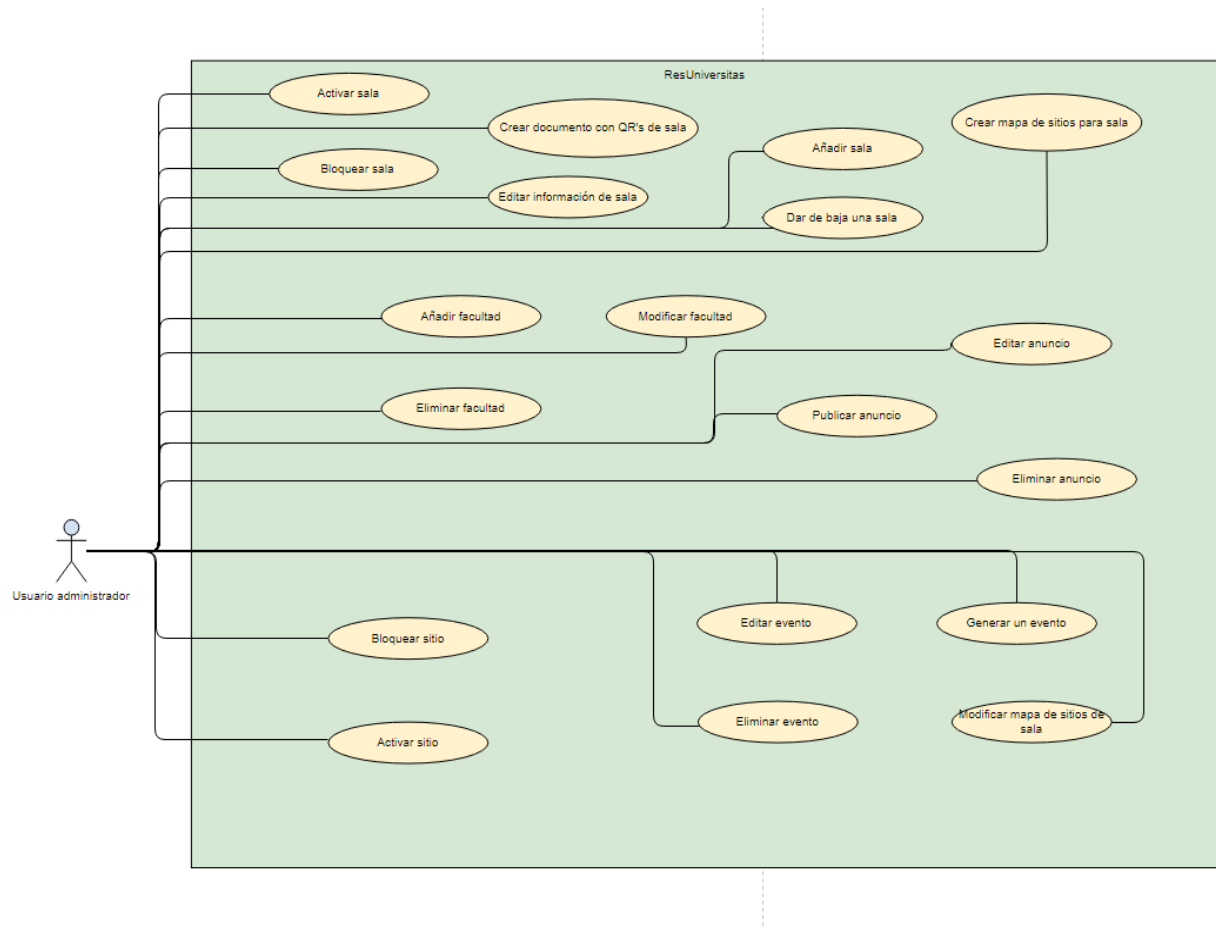 ResUniversitas
Activar sala
Crear documento con QR's de sala
Crear mapa de sitios para sala
Añadir sala
Bloquear sala
Editar información de sala
Dar de baja una sala
Añadir facultad
Modificar facultad
Editar anuncio
Eliminar facultad
Publicar anuncio
Eliminar anuncio
Usuario administrador
Bloquear sitio
Editar evento
Generar un evento
Eliminar evento
Modificar mapa de sitios de
sala
Activar sitio